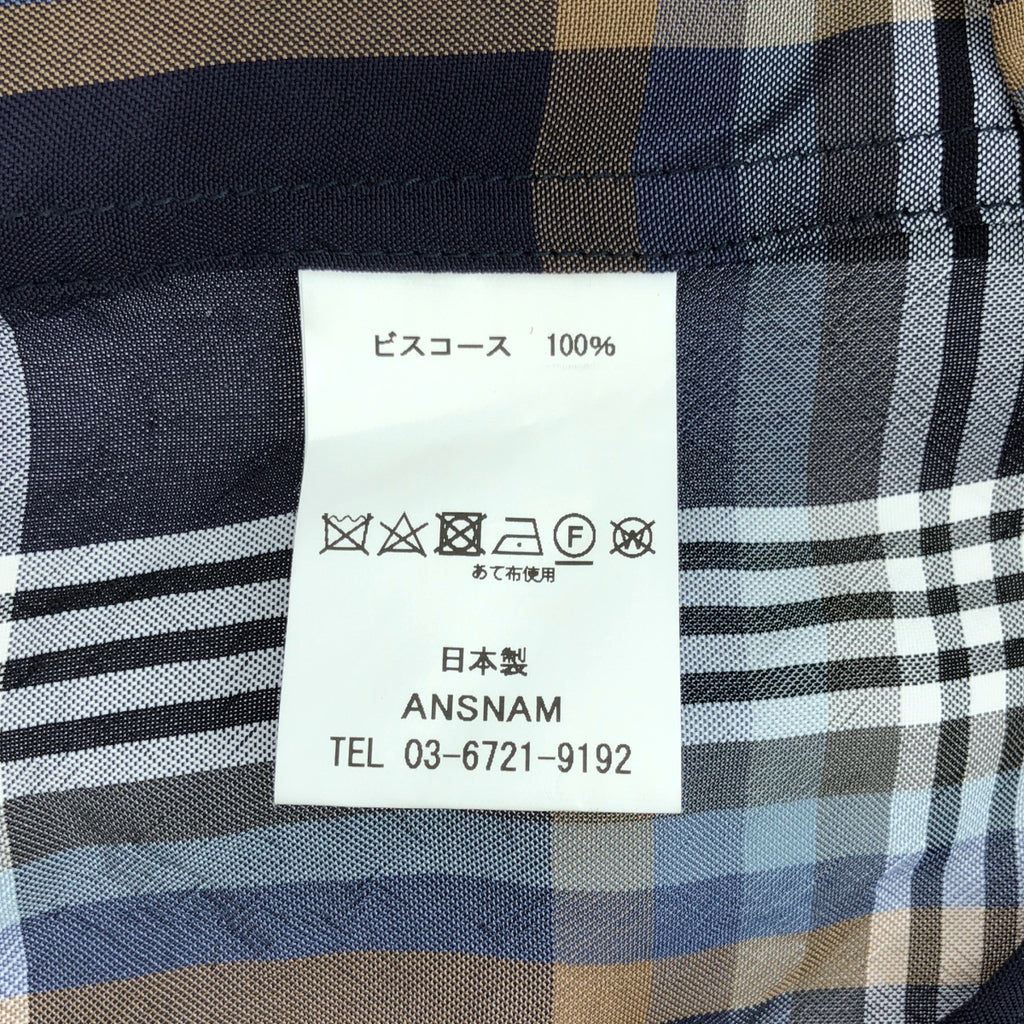 ビスコース 100%
F W
あて布使用
日本製
ANSNAM
TEL 03-6721-9192